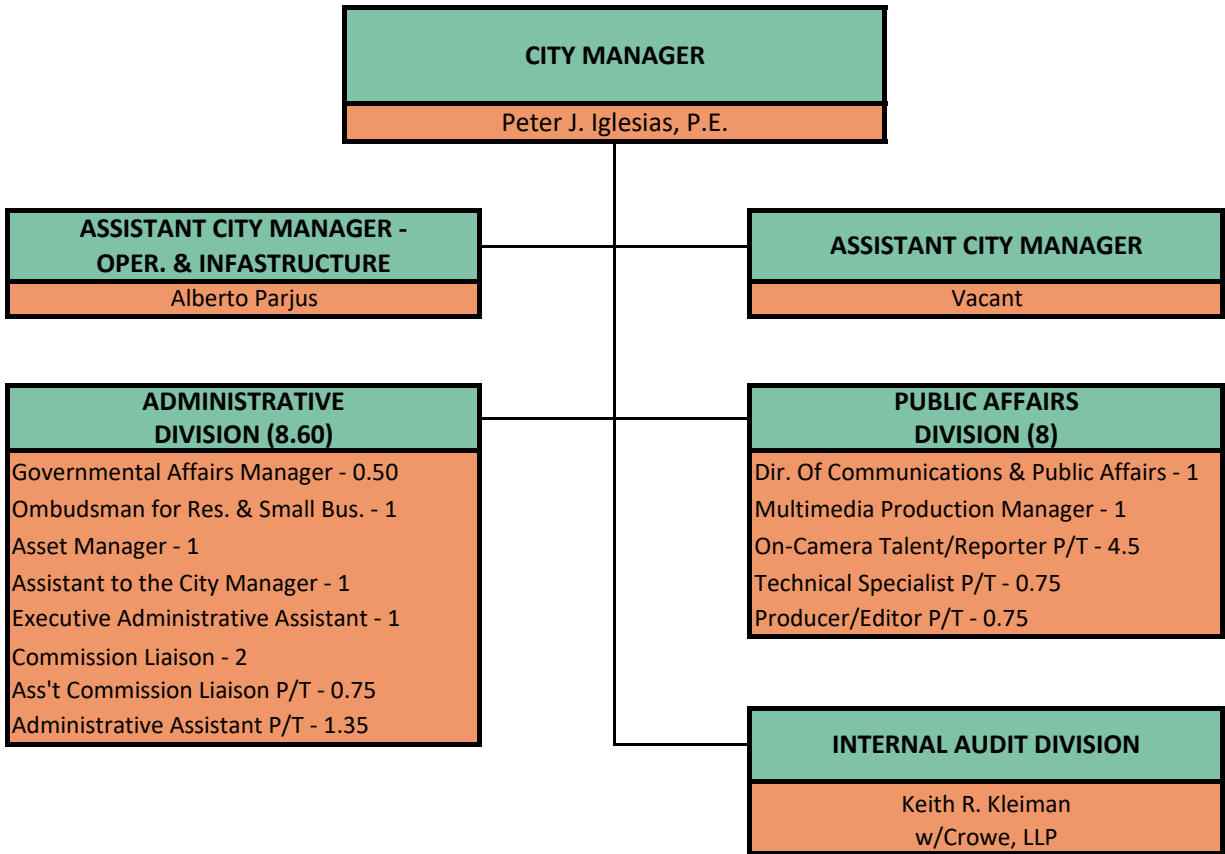 CITY MANAGER
Peter J. Iglesias, P.E.
ASSISTANT CITY MANAGER -
OPER. & INFASTRUCTURE
Alberto Parjus
ASSISTANT CITY MANAGER
Vacant
ADMINISTRATIVE
DIVISION (8.60)
Governmental Affairs Manager - 0.50
Ombudsman for Res. & Small Bus. - 1
Asset Manager - 1
Assistant to the City Manager - 1
Executive Administrative Assistant - 1
Commission Liaison - 2
Ass't Commission Liaison P/T - 0.75
Administrative Assistant P/T - 1.35
PUBLIC AFFAIRS
DIVISION (8)
Dir. Of Communications & Public Affairs - 1
Multimedia Production Manager - 1
On-Camera Talent/Reporter P/T - 4.5
Technical Specialist P/T - 0.75
Producer/Editor P/T - 0.75
INTERNAL AUDIT DIVISION
Keith R. Kleiman
w/Crowe, LLP